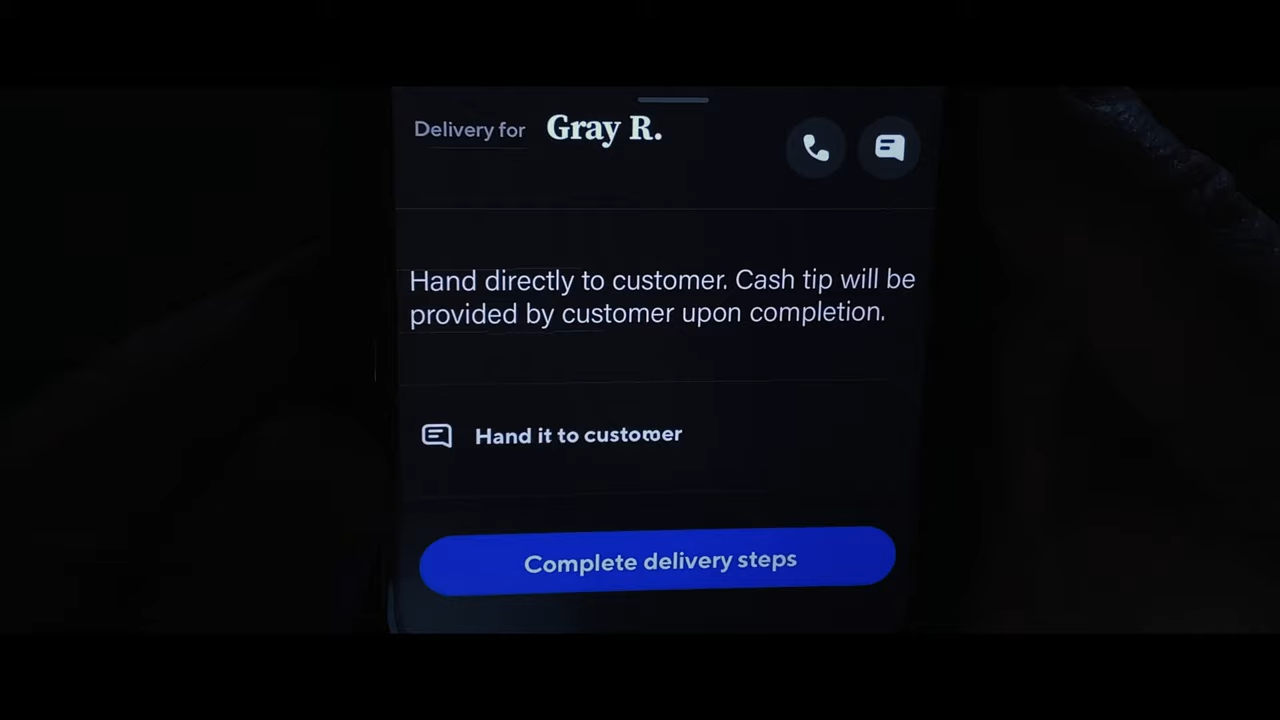 Delivery for Gray R.
Hand directly to customer. Cash tip will be
provided by customer upon completion.
Hand it to customer
Complete delivery steps